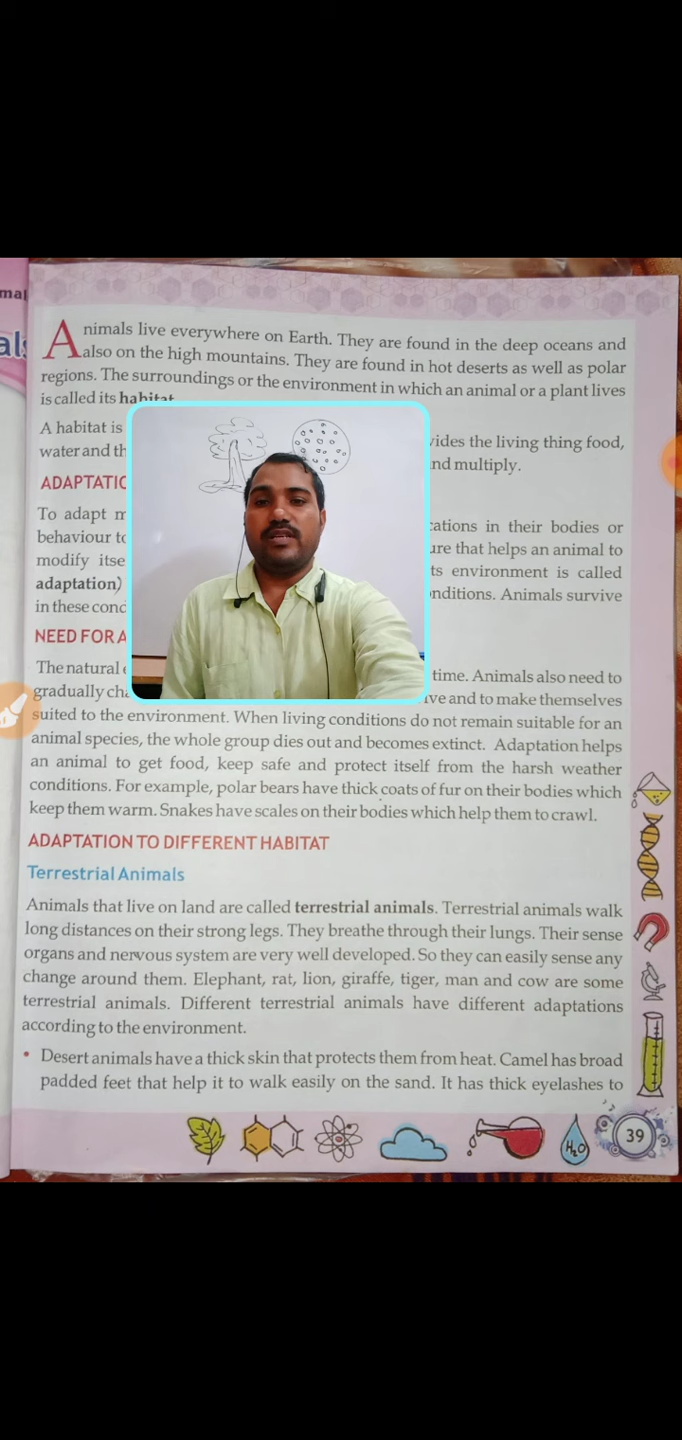 mal
als
Animals live everywhere on Earth. They are found in the deep oceans and
also on the high mountains. They are found in hot deserts as well as polar
regions. The surroundings or the environment in which an animal or a plant lives
is called its habitat
A habitat is vides the living thing food,
water and th nd multiply.
ADAPTATIO
To adapt m cations in their bodies or
behaviour to ure that helps an animal to
modify itse ts environment is called
adaptation) nditions. Animals survive
in these cond
NEED FOR A
The natural e time. Animals also need to
gradually cha ive and to make themselves
suited to the environment. When living conditions do not remain suitable for an
animal species, the whole group dies out and becomes extinct. Adaptation helps
an animal to get food, keep safe and protect itself from the harsh weather
conditions. For example, polar bears have thick coats of fur on their bodies which
keep them warm. Snakes have scales on their bodies which help them to crawl.
ADAPTATION TO DIFFERENT HABITAT
Terrestrial Animals
Animals that live on land are called terrestrial animals. Terrestrial animals walk
long distances on their strong legs. They breathe through their lungs. Their sense
organs and nervous system are very well developed. So they can easily sense any
change around them. Elephant, rat, lion, giraffe, tiger, man and cow are some
terrestrial animals. Different terrestrial animals have different adaptations
according to the environment.
• Desert animals have a thick skin that protects them from heat. Camel has broad
padded feet that help it to walk easily on the sand. It has thick eyelashes to
H₂O
39